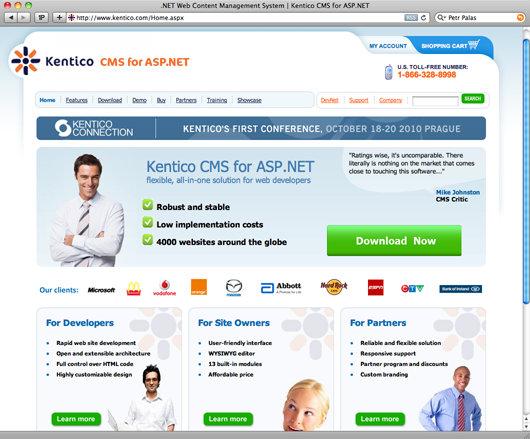 .NET Web Content Management System | Kentico CMS for ASP.NET
http://www.kentico.com/Home.aspx RSS Petr Palas
MY ACCOUNT SHOPPING CART
Kentico CMS for ASP.NET
U.S. TOLL-FREE NUMBER:
1-866-328-8998
Home Features Download Demo Buy Partners Training Showcase DevNet Support Company SEARCH
KENTICO
CONNECTION
KENTICO'S FIRST CONFERENCE, OCTOBER 18-20 2010 PRAGUE
Kentico CMS for ASP.NET
flexible, all-in-one solution for web developers
Robust and stable
Low implementation costs
4000 websites around the globe
"Ratings wise, it's uncomparable. There
literally is nothing on the market that comes
close to touching this software..."
Mike Johnston
CMS Critic
Download Now
Our clients: Microsoft McDonald's vodafone orange mazda Abbott A Promise for Life Hard Rock CAFE ESPN CTV Bank of Ireland
For Developers
Rapid web site development
Open and extensible architecture
Full control over HTML code
Highly customizable design
Learn more
For Site Owners
User-friendly interface
WYSIWYG editor
13 built-in modules
Affordable price
Learn more
For Partners
Reliable and flexible solution
Responsive support
Partner program and discounts
Custom branding
Learn more